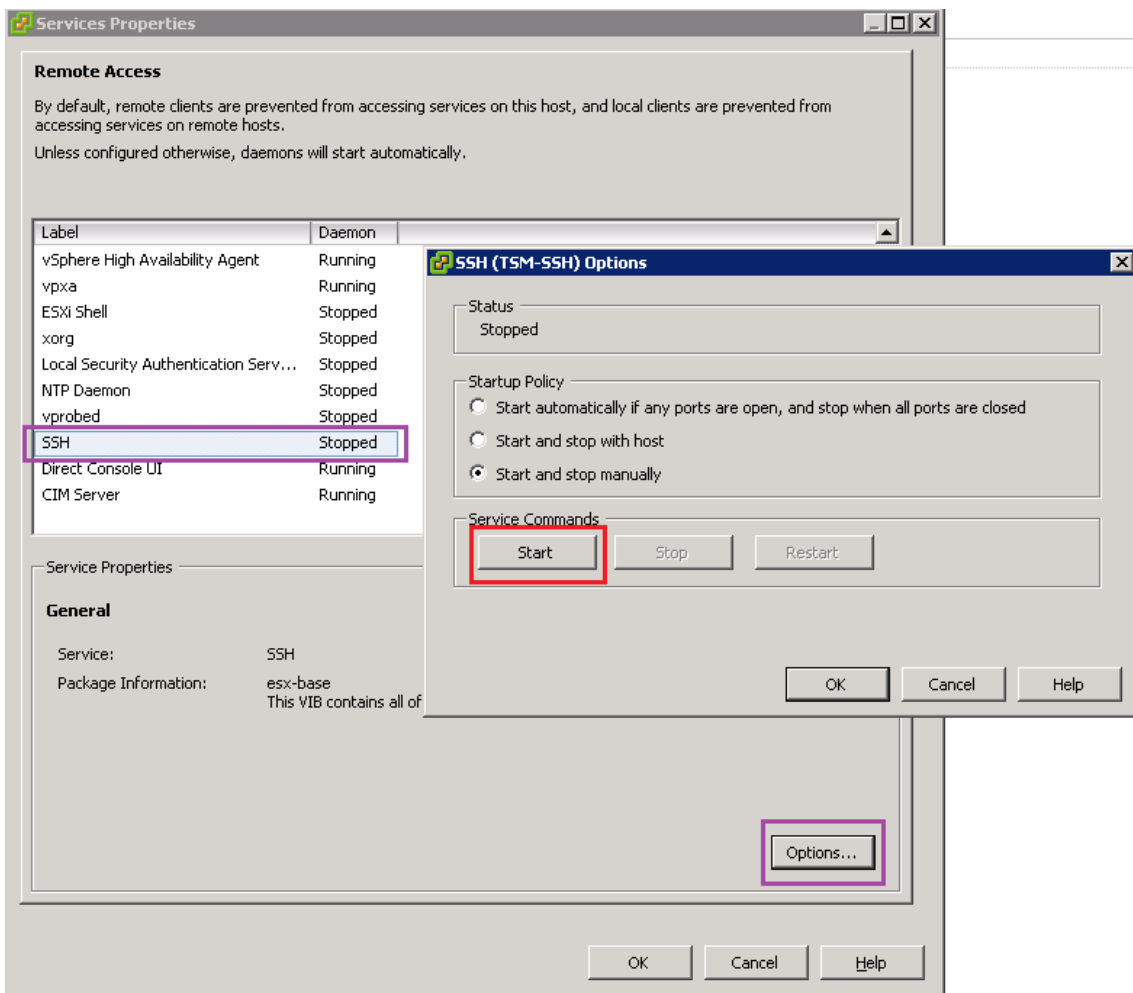 Services Properties
Remote Access
By default, remote clients are prevented from accessing services on this host, and local clients are prevented from
accessing services on remote hosts.
Unless configured otherwise, daemons will start automatically.
Label Daemon
vSphere High Availability Agent Running
vpxa Running
ESXi Shell Stopped
xorg Stopped
Local Security Authentication Serv... Stopped
NTP Daemon Stopped
vprobed Stopped
SSH Stopped
Direct Console UI Running
CIM Server Running
Service Properties
General
Service: SSH
Package Information: esx-base
This VIB contains all of
Options...
OK Cancel Help
SSH (TSM-SSH) Options
Status
Stopped
Startup Policy
Start automatically if any ports are open, and stop when all ports are closed
Start and stop with host
Start and stop manually
Service Commands
Start Stop Restart
OK Cancel Help